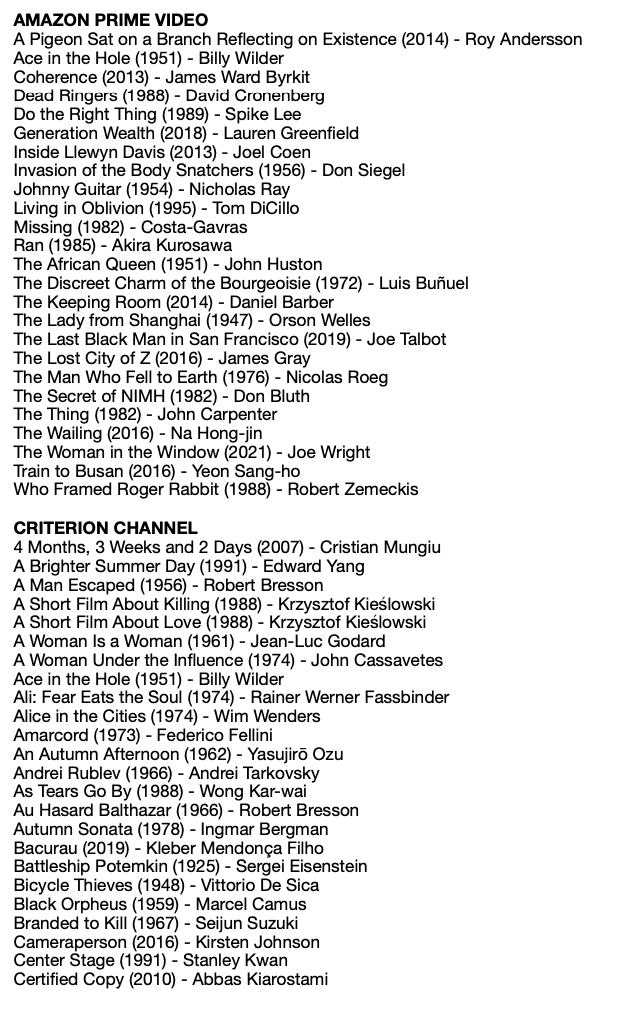 AMAZON PRIME VIDEO
A Pigeon Sat on a Branch Reflecting on Existence (2014) - Roy Andersson
Ace in the Hole (1951) - Billy Wilder
Coherence (2013) - James Ward Byrkit
Dead Ringers (1988) - David Cronenberg
Do the Right Thing (1989) - Spike Lee
Generation Wealth (2018) - Lauren Greenfield
Inside Llewyn Davis (2013) - Joel Coen
Invasion of the Body Snatchers (1956) - Don Siegel
Johnny Guitar (1954) - Nicholas Ray
Living in Oblivion (1995) - Tom DiCillo
Missing (1982) - Costa-Gavras
Ran (1985) - Akira Kurosawa
The African Queen (1951) - John Huston
The Discreet Charm of the Bourgeoisie (1972) - Luis Buñuel
The Keeping Room (2014) - Daniel Barber
The Lady from Shanghai (1947) - Orson Welles
The Last Black Man in San Francisco (2019) - Joe Talbot
The Lost City of Z (2016) - James Gray
The Man Who Fell to Earth (1976) - Nicolas Roeg
The Secret of NIMH (1982) - Don Bluth
The Thing (1982) - John Carpenter
The Wailing (2016) - Na Hong-jin
The Woman in the Window (2021) - Joe Wright
Train to Busan (2016) - Yeon Sang-ho
Who Framed Roger Rabbit (1988) - Robert Zemeckis
CRITERION CHANNEL
4 Months, 3 Weeks and 2 Days (2007) - Cristian Mungiu
A Brighter Summer Day (1991) - Edward Yang
A Man Escaped (1956) - Robert Bresson
A Short Film About Killing (1988) - Krzysztof Kieślowski
A Short Film About Love (1988) - Krzysztof Kieślowski
A Woman Is a Woman (1961) - Jean-Luc Godard
A Woman Under the Influence (1974) - John Cassavetes
Ace in the Hole (1951) - Billy Wilder
Ali: Fear Eats the Soul (1974) - Rainer Werner Fassbinder
Alice in the Cities (1974) - Wim Wenders
Amarcord (1973) - Federico Fellini
An Autumn Afternoon (1962) - Yasujirō Ozu
Andrei Rublev (1966) - Andrei Tarkovsky
As Tears Go By (1988) - Wong Kar-wai
Au Hasard Balthazar (1966) - Robert Bresson
Autumn Sonata (1978) - Ingmar Bergman
Bacurau (2019) - Kleber Mendonça Filho
Battleship Potemkin (1925) - Sergei Eisenstein
Bicycle Thieves (1948) - Vittorio De Sica
Black Orpheus (1959) - Marcel Camus
Branded to Kill (1967) - Seijun Suzuki
Cameraperson (2016) - Kirsten Johnson
Center Stage (1991) - Stanley Kwan
Certified Copy (2010) - Abbas Kiarostami